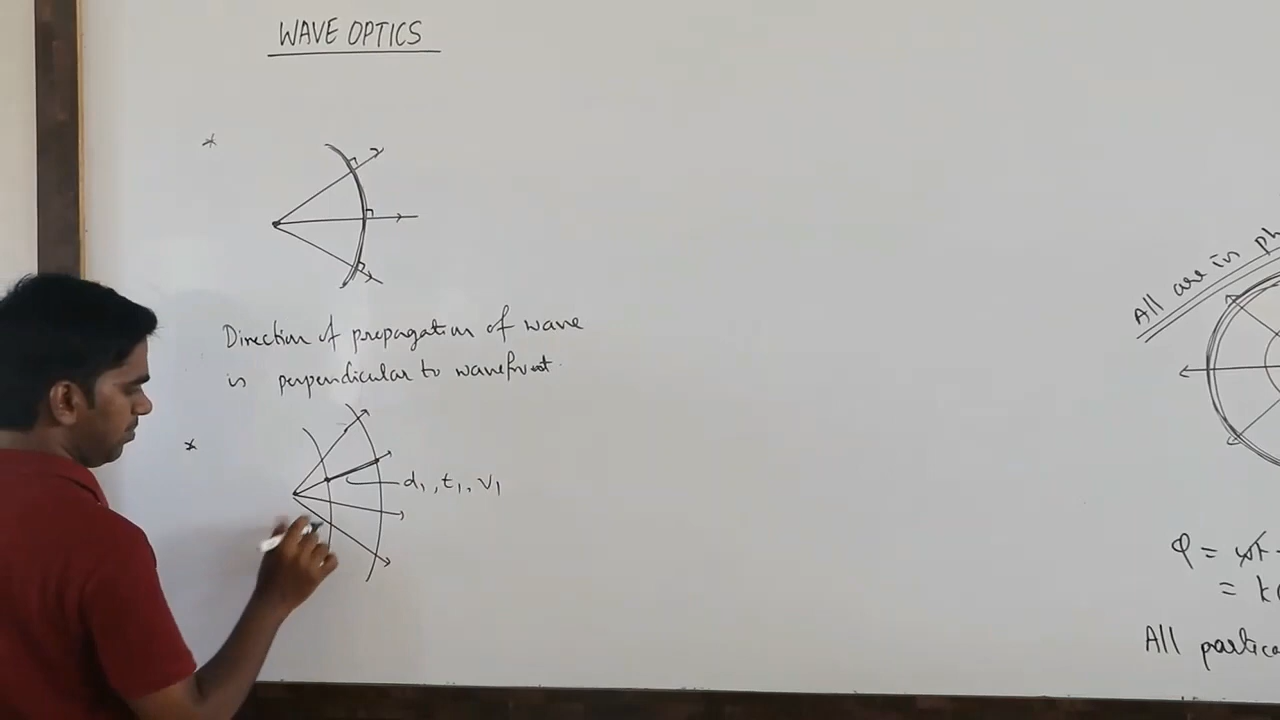 WAVE OPTICS
*
Direction of propagation of wave
is perpendicular to wavefront.
*
d₁, t₁, v₁
All are in ph
φ =
= k
All partic